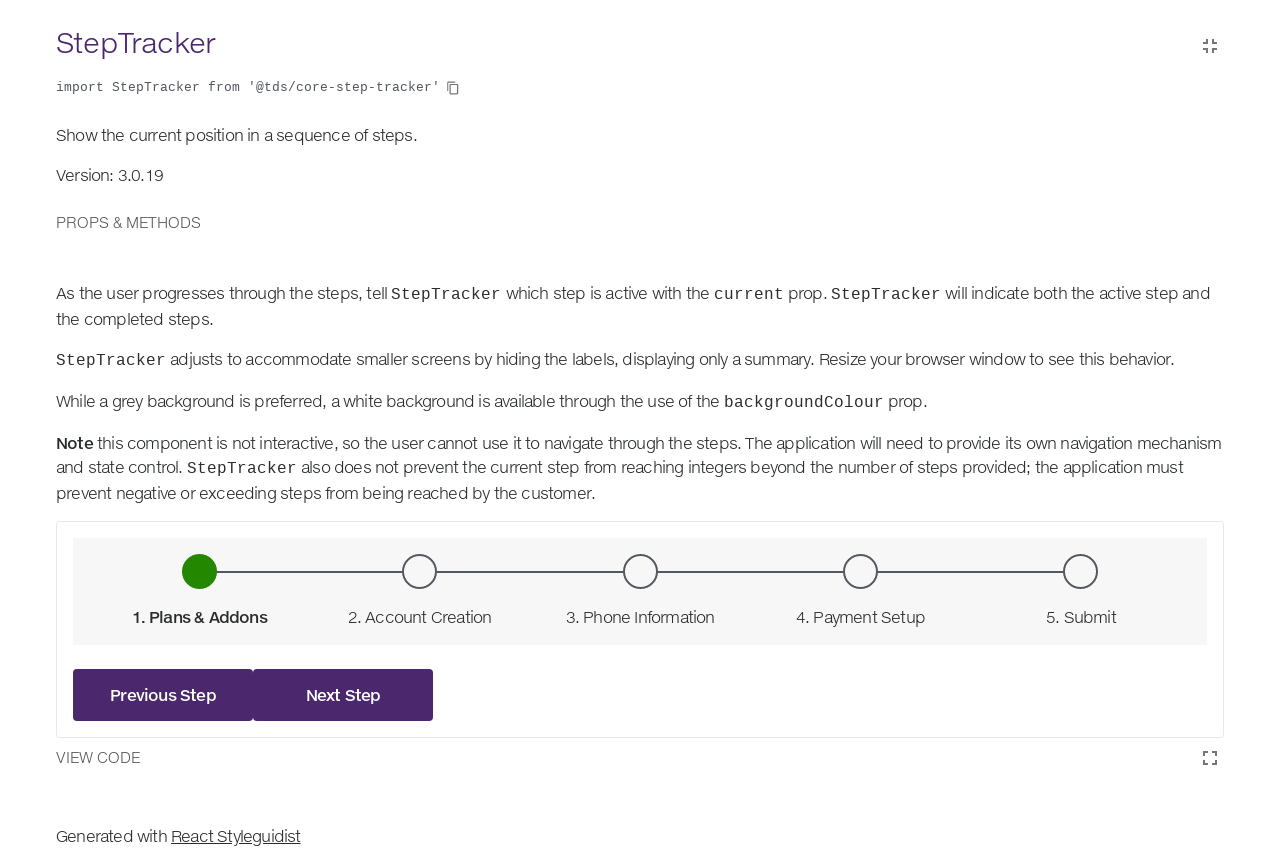 StepTracker
import StepTracker from '@tds/core-step-tracker'
Show the current position in a sequence of steps.
Version: 3.0.19
PROPS & METHODS
As the user progresses through the steps, tell StepTracker which step is active with the current prop. StepTracker will indicate both the active step and
the completed steps.
StepTracker adjusts to accommodate smaller screens by hiding the labels, displaying only a summary. Resize your browser window to see this behavior.
While a grey background is preferred, a white background is available through the use of the backgroundColour prop.
Note this component is not interactive, so the user cannot use it to navigate through the steps. The application will need to provide its own navigation mechanism
and state control. StepTracker also does not prevent the current step from reaching integers beyond the number of steps provided; the application must
prevent negative or exceeding steps from being reached by the customer.
1. Plans & Addons
2. Account Creation
3. Phone Information
4. Payment Setup
5. Submit
Previous Step
Next Step
VIEW CODE
Generated with React Styleguidist